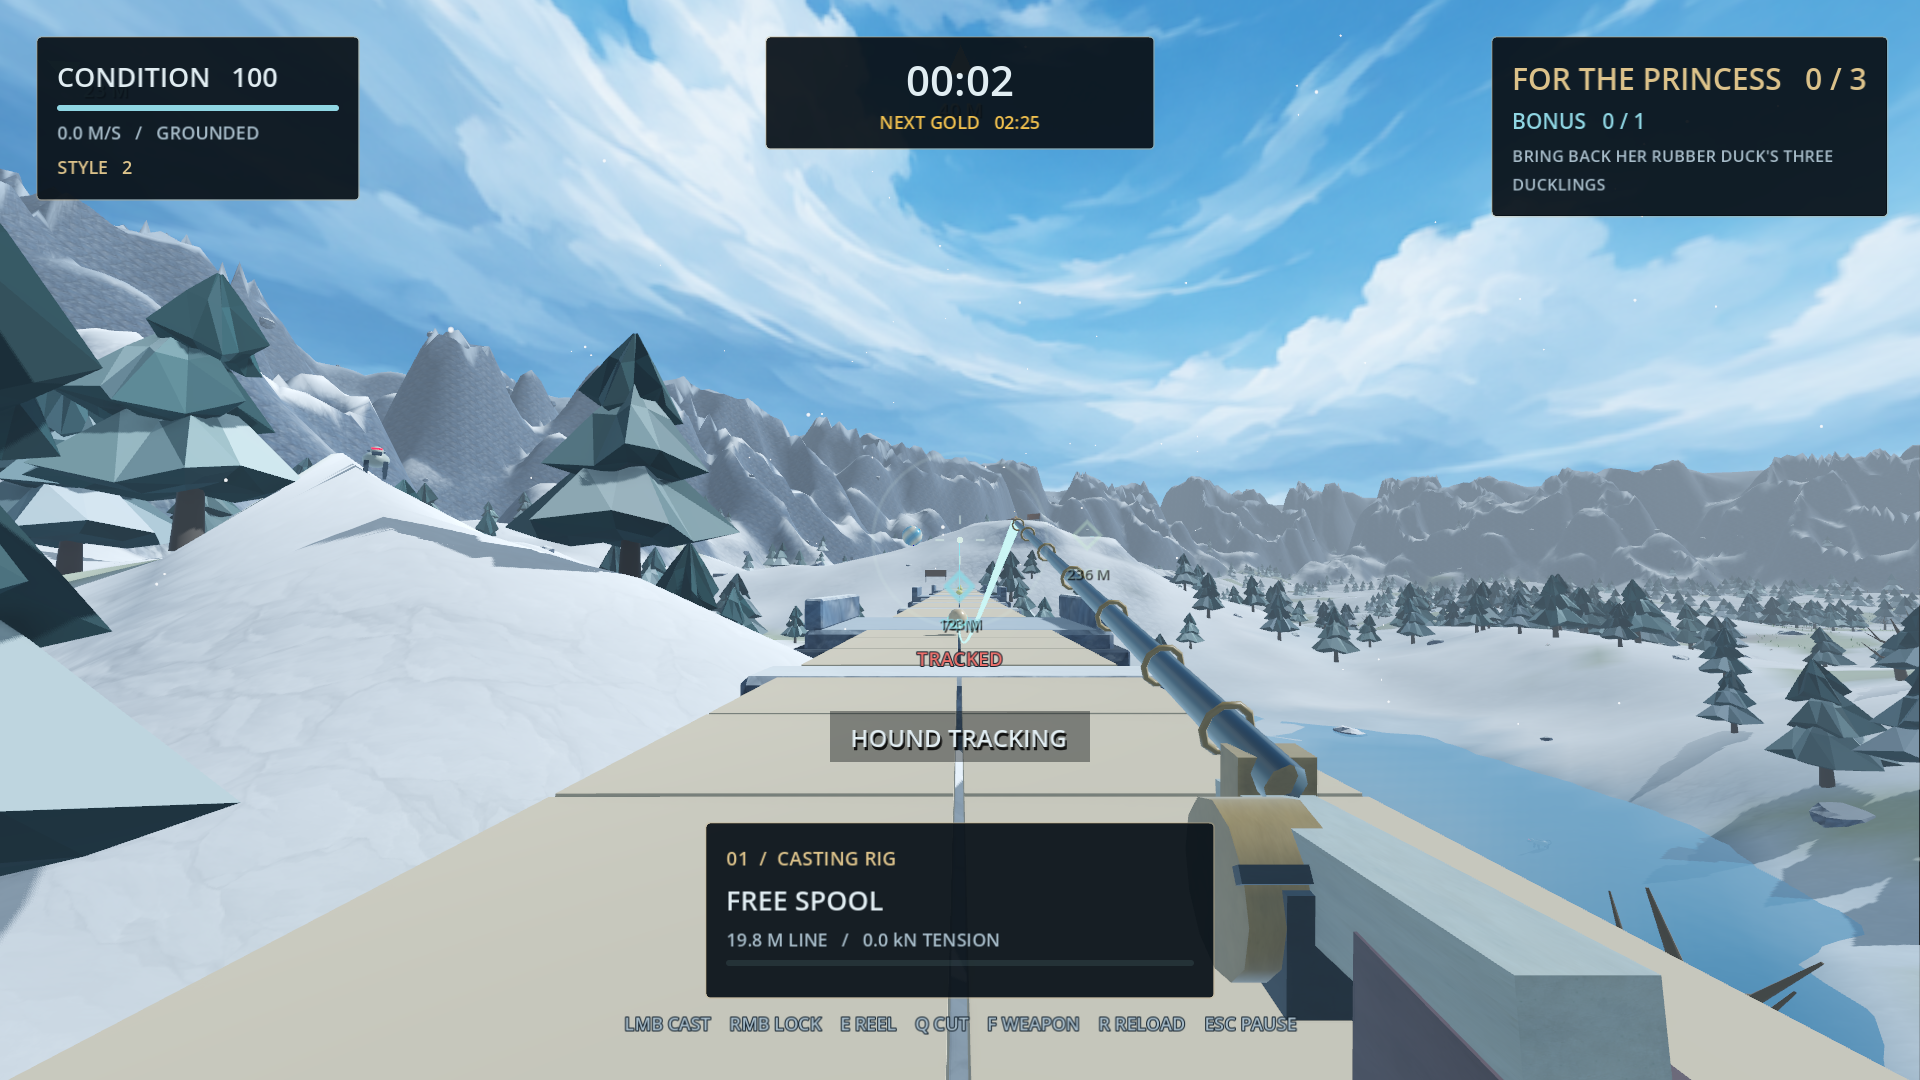 CONDITION 100
0.0 M/S / GROUNDED
STYLE 2
00:02
NEXT GOLD 02:25
FOR THE PRINCESS 0 / 3
BONUS 0 / 1
BRING BACK HER RUBBER DUCK'S THREE
DUCKLINGS
236 M
TRACKED
HOUND TRACKING
01 / CASTING RIG
FREE SPOOL
19.8 M LINE / 0.0 kN TENSION
LMB CAST RMB LOCK E REEL Q CUT F WEAPON R RELOAD ESC PAUSE